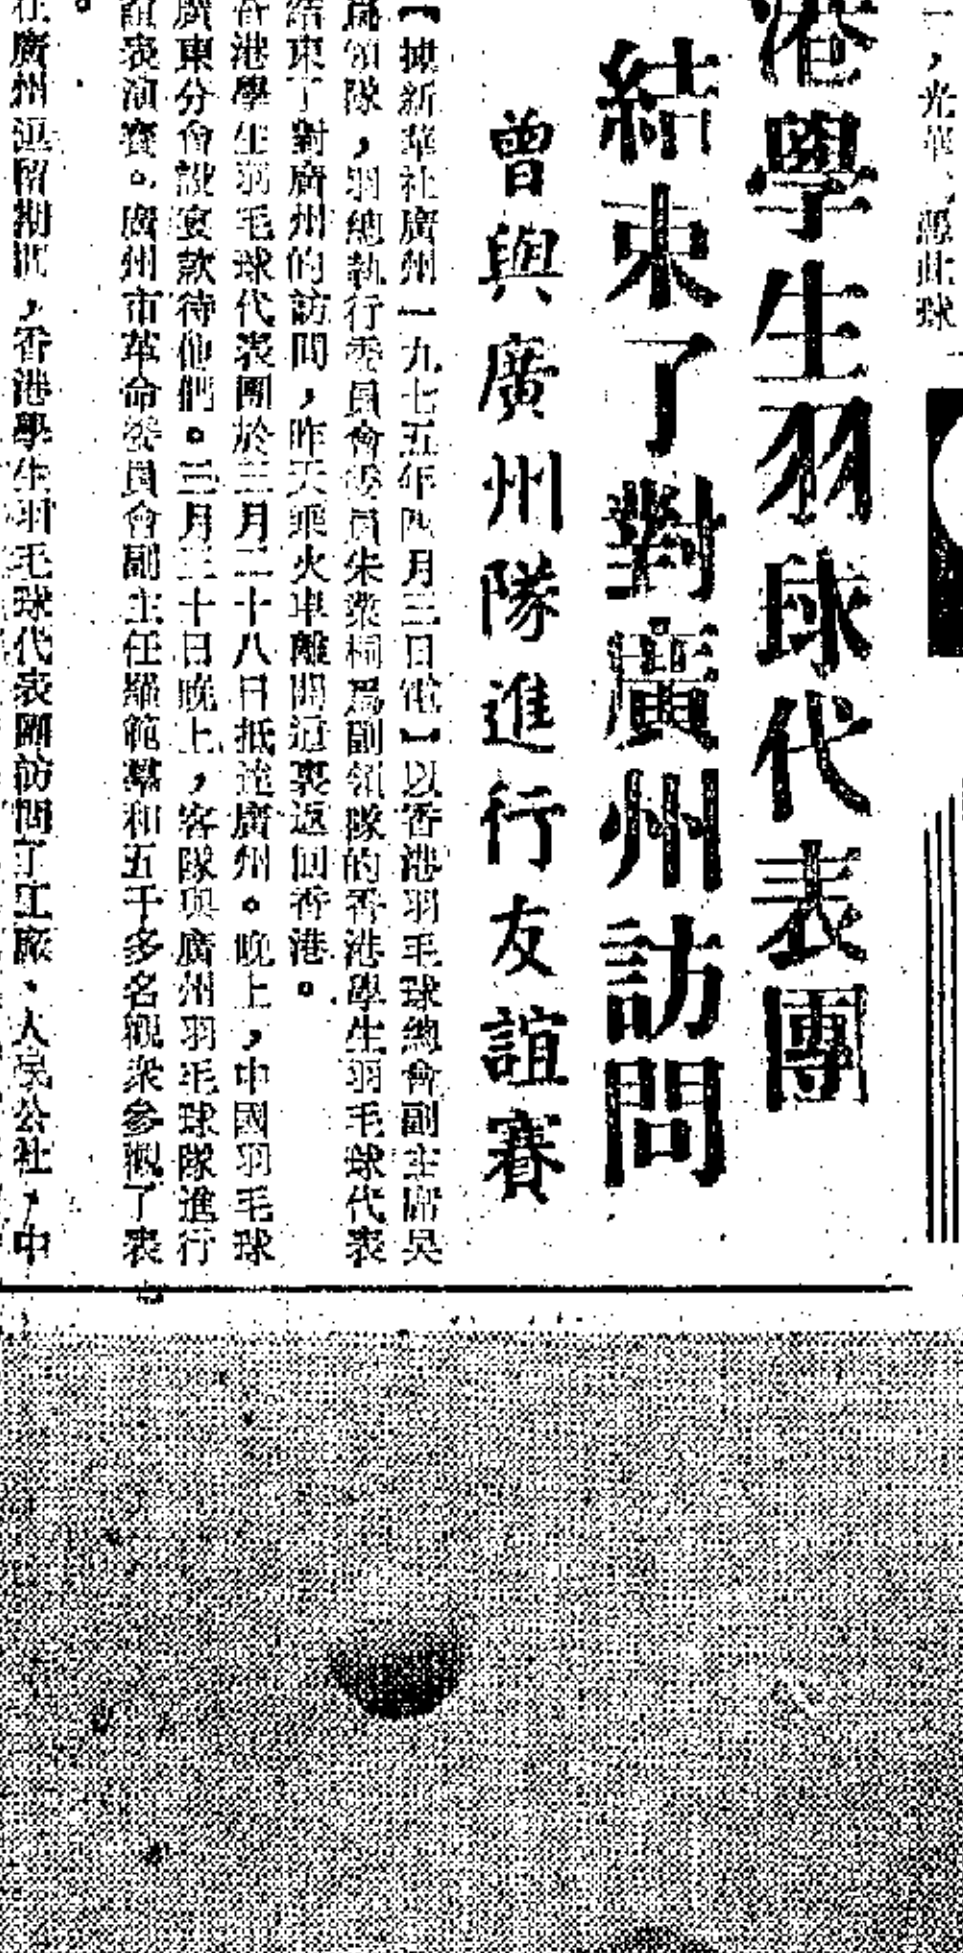 一，光華、憑此球
港學生羽球代表團
結束了對廣州訪問
曾與廣州隊進行友誼賽
【據新華社廣州一九七五年四月三日電】以香港羽毛球總會副主席吳
爲領隊，羽總執行委員會委員朱業桐爲副領隊的香港學生羽毛球代表
結束了對廣州的訪問，昨天乘火車離開這裏返回香港。
香港學生羽毛球代表團於三月二十八日抵達廣州。晚上，中國羽毛球
廣東分會設宴款待他們。三月三十日晚上，客隊與廣州羽毛球隊進行
誼表演賽。廣州市革命委員會副主任羅範羣和五千多名觀衆參觀了表
。
在廣州逗留期間，香港學生羽毛球代表團訪問了工廠、人民公社，中